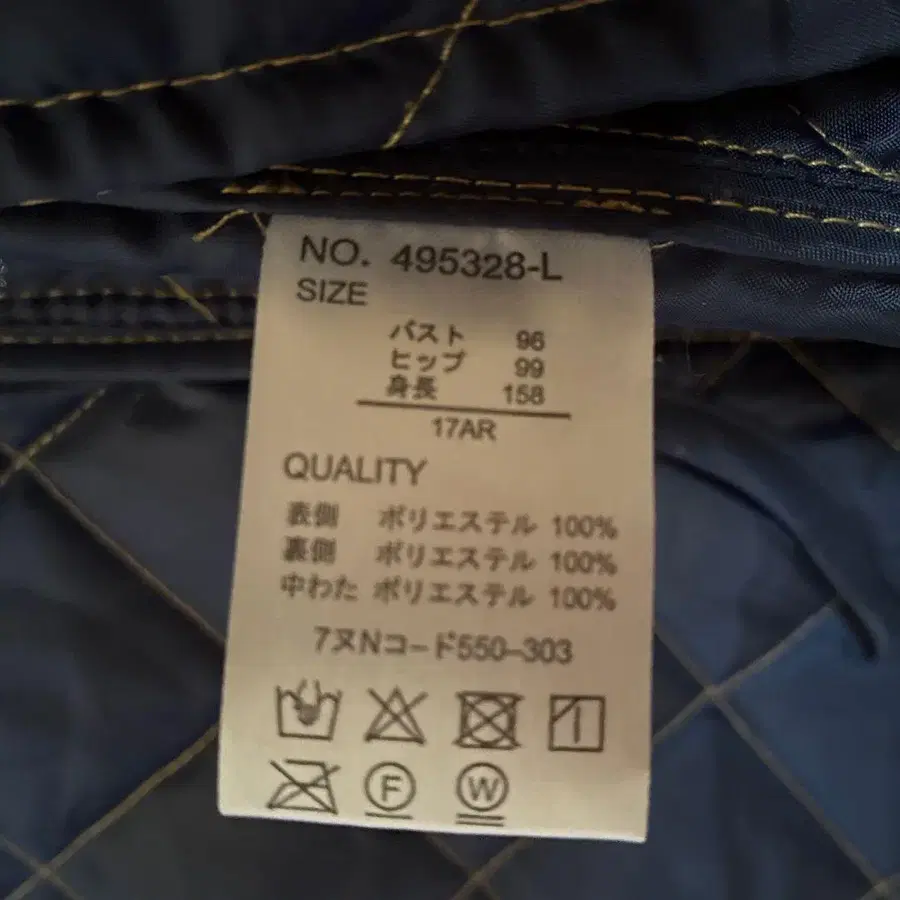 NO. 495328-L
SIZE
バスト 96
ヒップ 99
身長 158
17AR
QUALITY
表側 ポリエステル 100%
裏側 ポリエステル 100%
中わた ポリエステル 100%
7ヌNコード550-303
F W